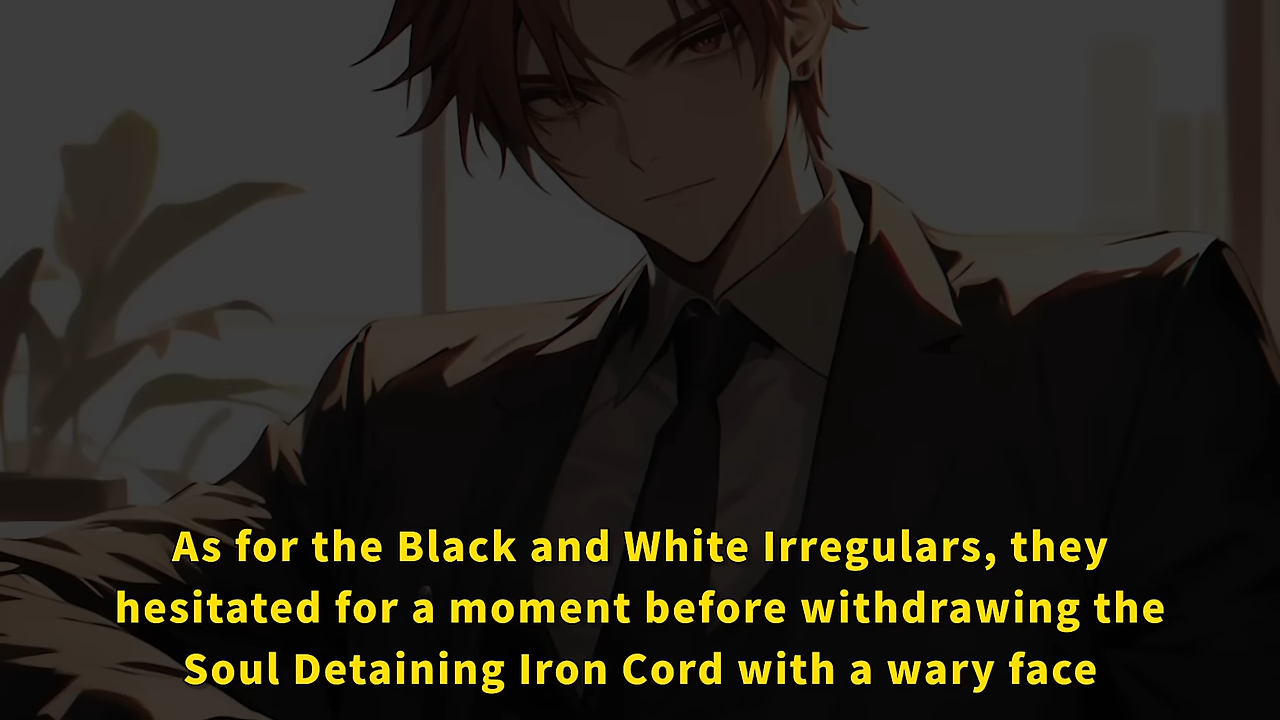 As for the Black and White Irregulars, they
hesitated for a moment before withdrawing the
Soul Detaining Iron Cord with a wary face